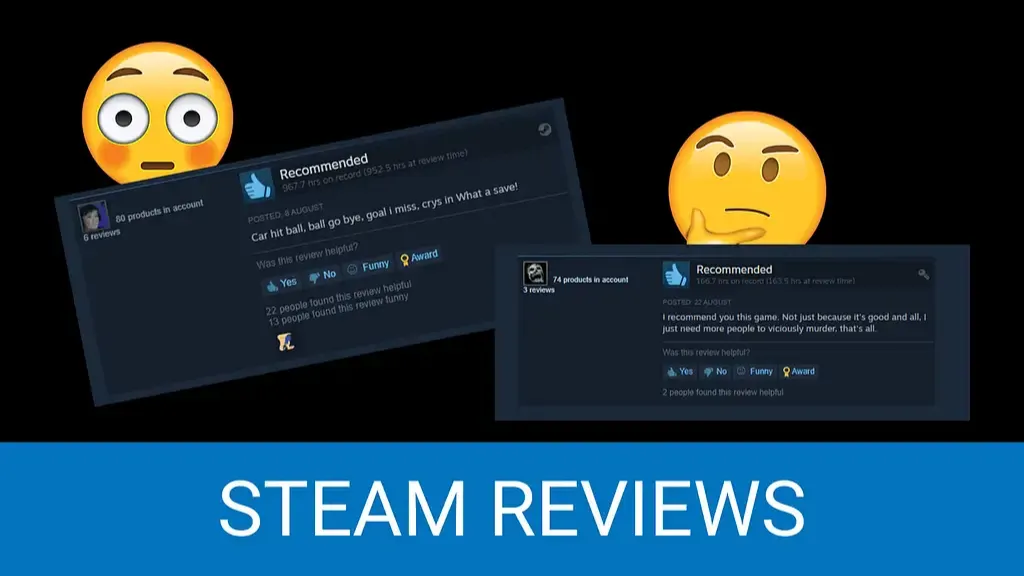 Recommended
967.7 hrs on record (952.5 hrs at review time)
80 products in account
6 reviews
POSTED: 8 AUGUST
Car hit ball, ball go bye, goal i miss, crys in What a save!
Was this review helpful?
Yes No Funny Award
22 people found this review helpful
13 people found this review funny
Recommended
166.7 hrs on record (163.5 hrs at review time)
74 products in account
3 reviews
POSTED: 22 AUGUST
I recommend you this game. Not just because it's good and all, I
just need more people to viciously murder, that's all.
Was this review helpful?
Yes No Funny Award
2 people found this review helpful
STEAM REVIEWS